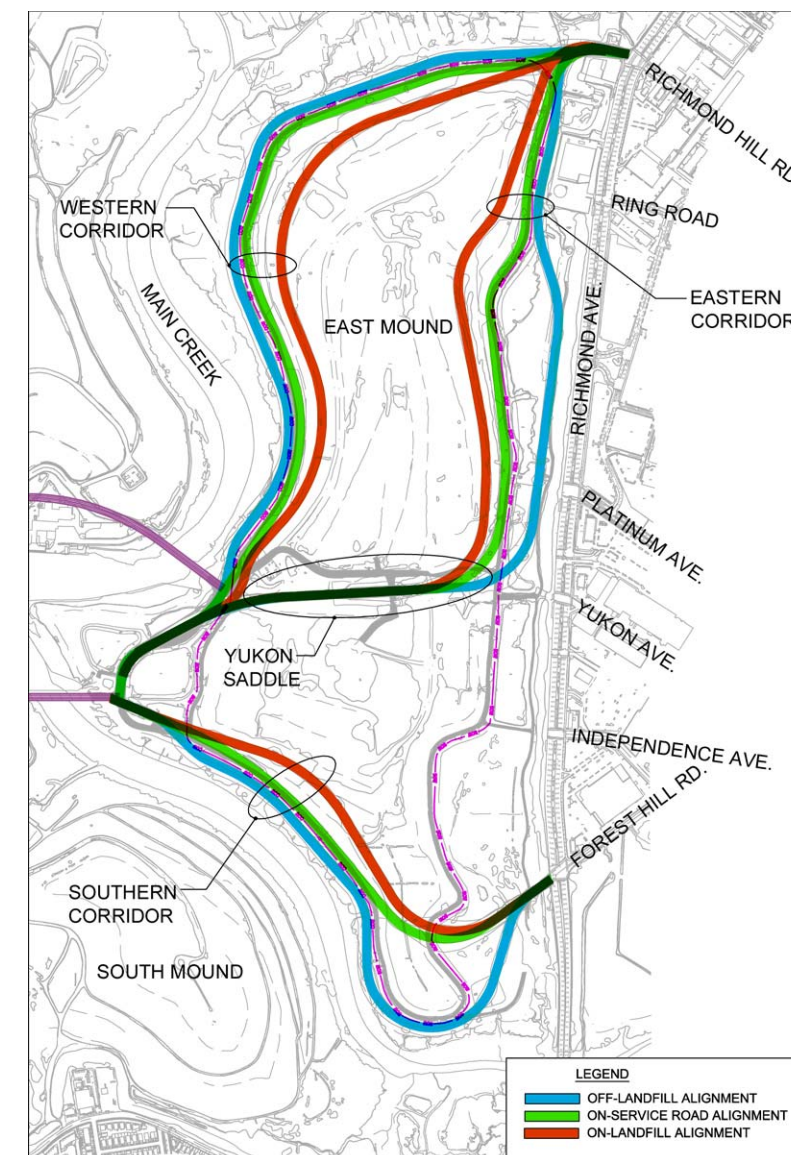 RICHMOND HILL RD.
WESTERN
CORRIDOR
RING ROAD
MAIN CREEK
EAST MOUND
RICHMOND AVE.
EASTERN
CORRIDOR
PLATINUM AVE.
YUKON AVE.
YUKON
SADDLE
INDEPENDENCE AVE.
FOREST HILL RD.
SOUTHERN
CORRIDOR
SOUTH MOUND
LEGEND
OFF-LANDFILL ALIGNMENT
ON-SERVICE ROAD ALIGNMENT
ON-LANDFILL ALIGNMENT